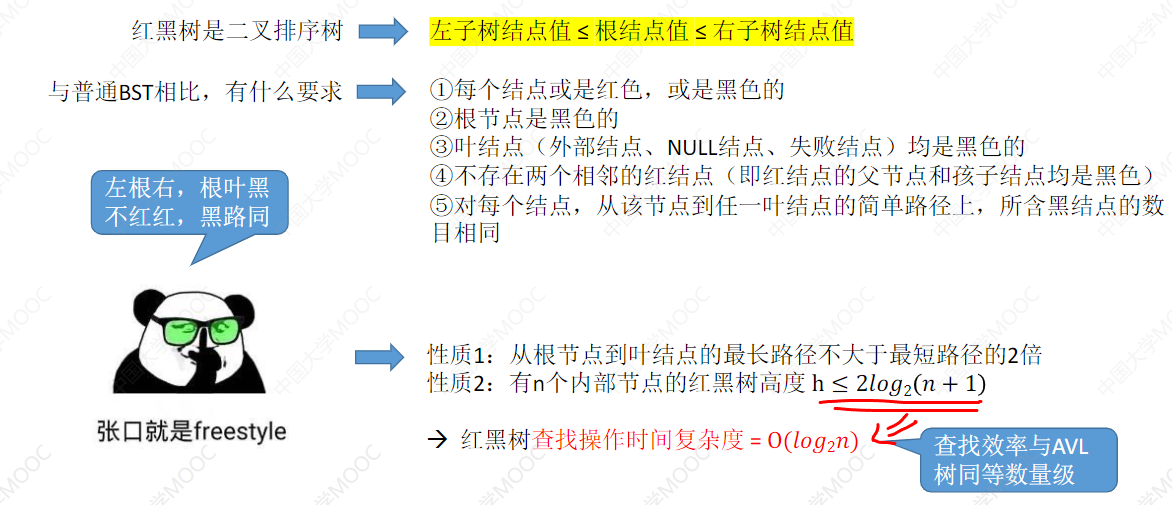 红黑树是二叉排序树
左子树结点值 ≤ 根结点值 ≤ 右子树结点值
与普通BST相比，有什么要求
①每个结点或是红色，或是黑色的
②根节点是黑色的
③叶结点（外部结点、NULL结点、失败结点）均是黑色的
④不存在两个相邻的红结点（即红结点的父节点和孩子结点均是黑色）
⑤对每个结点，从该节点到任一叶结点的简单路径上，所含黑结点的数
目相同
左根右，根叶黑
不红红，黑路同
张口就是freestyle
性质1：从根节点到叶结点的最长路径不大于最短路径的2倍
性质2：有n个内部节点的红黑树高度 h ≤ 2log₂(n + 1)
→ 红黑树查找操作时间复杂度 = O(log₂n)
查找效率与AVL
树同等数量级
中国大学MOOC